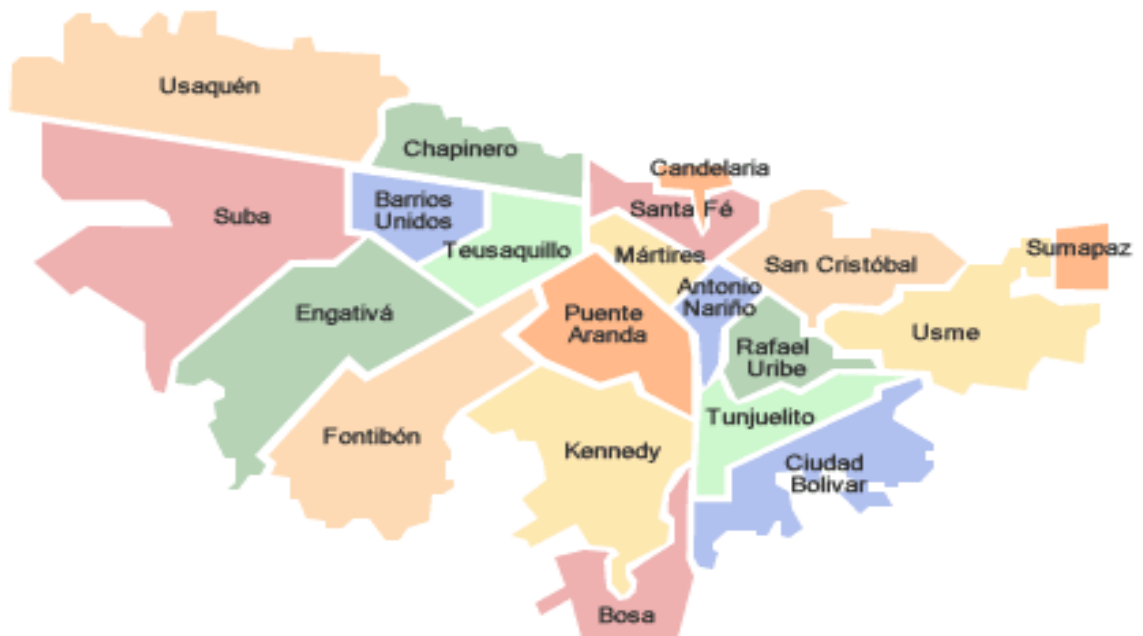 Usaquén
Chapinero
Candelaria
Suba
Barrios
Unidos
Santa Fé
Teusaquillo
Mártires
San Cristóbal
Sumapaz
Antonio
Nariño
Engativá
Puente
Aranda
Usme
Rafael
Uribe
Fontibón
Tunjuelito
Kennedy
Ciudad
Bolivar
Bosa